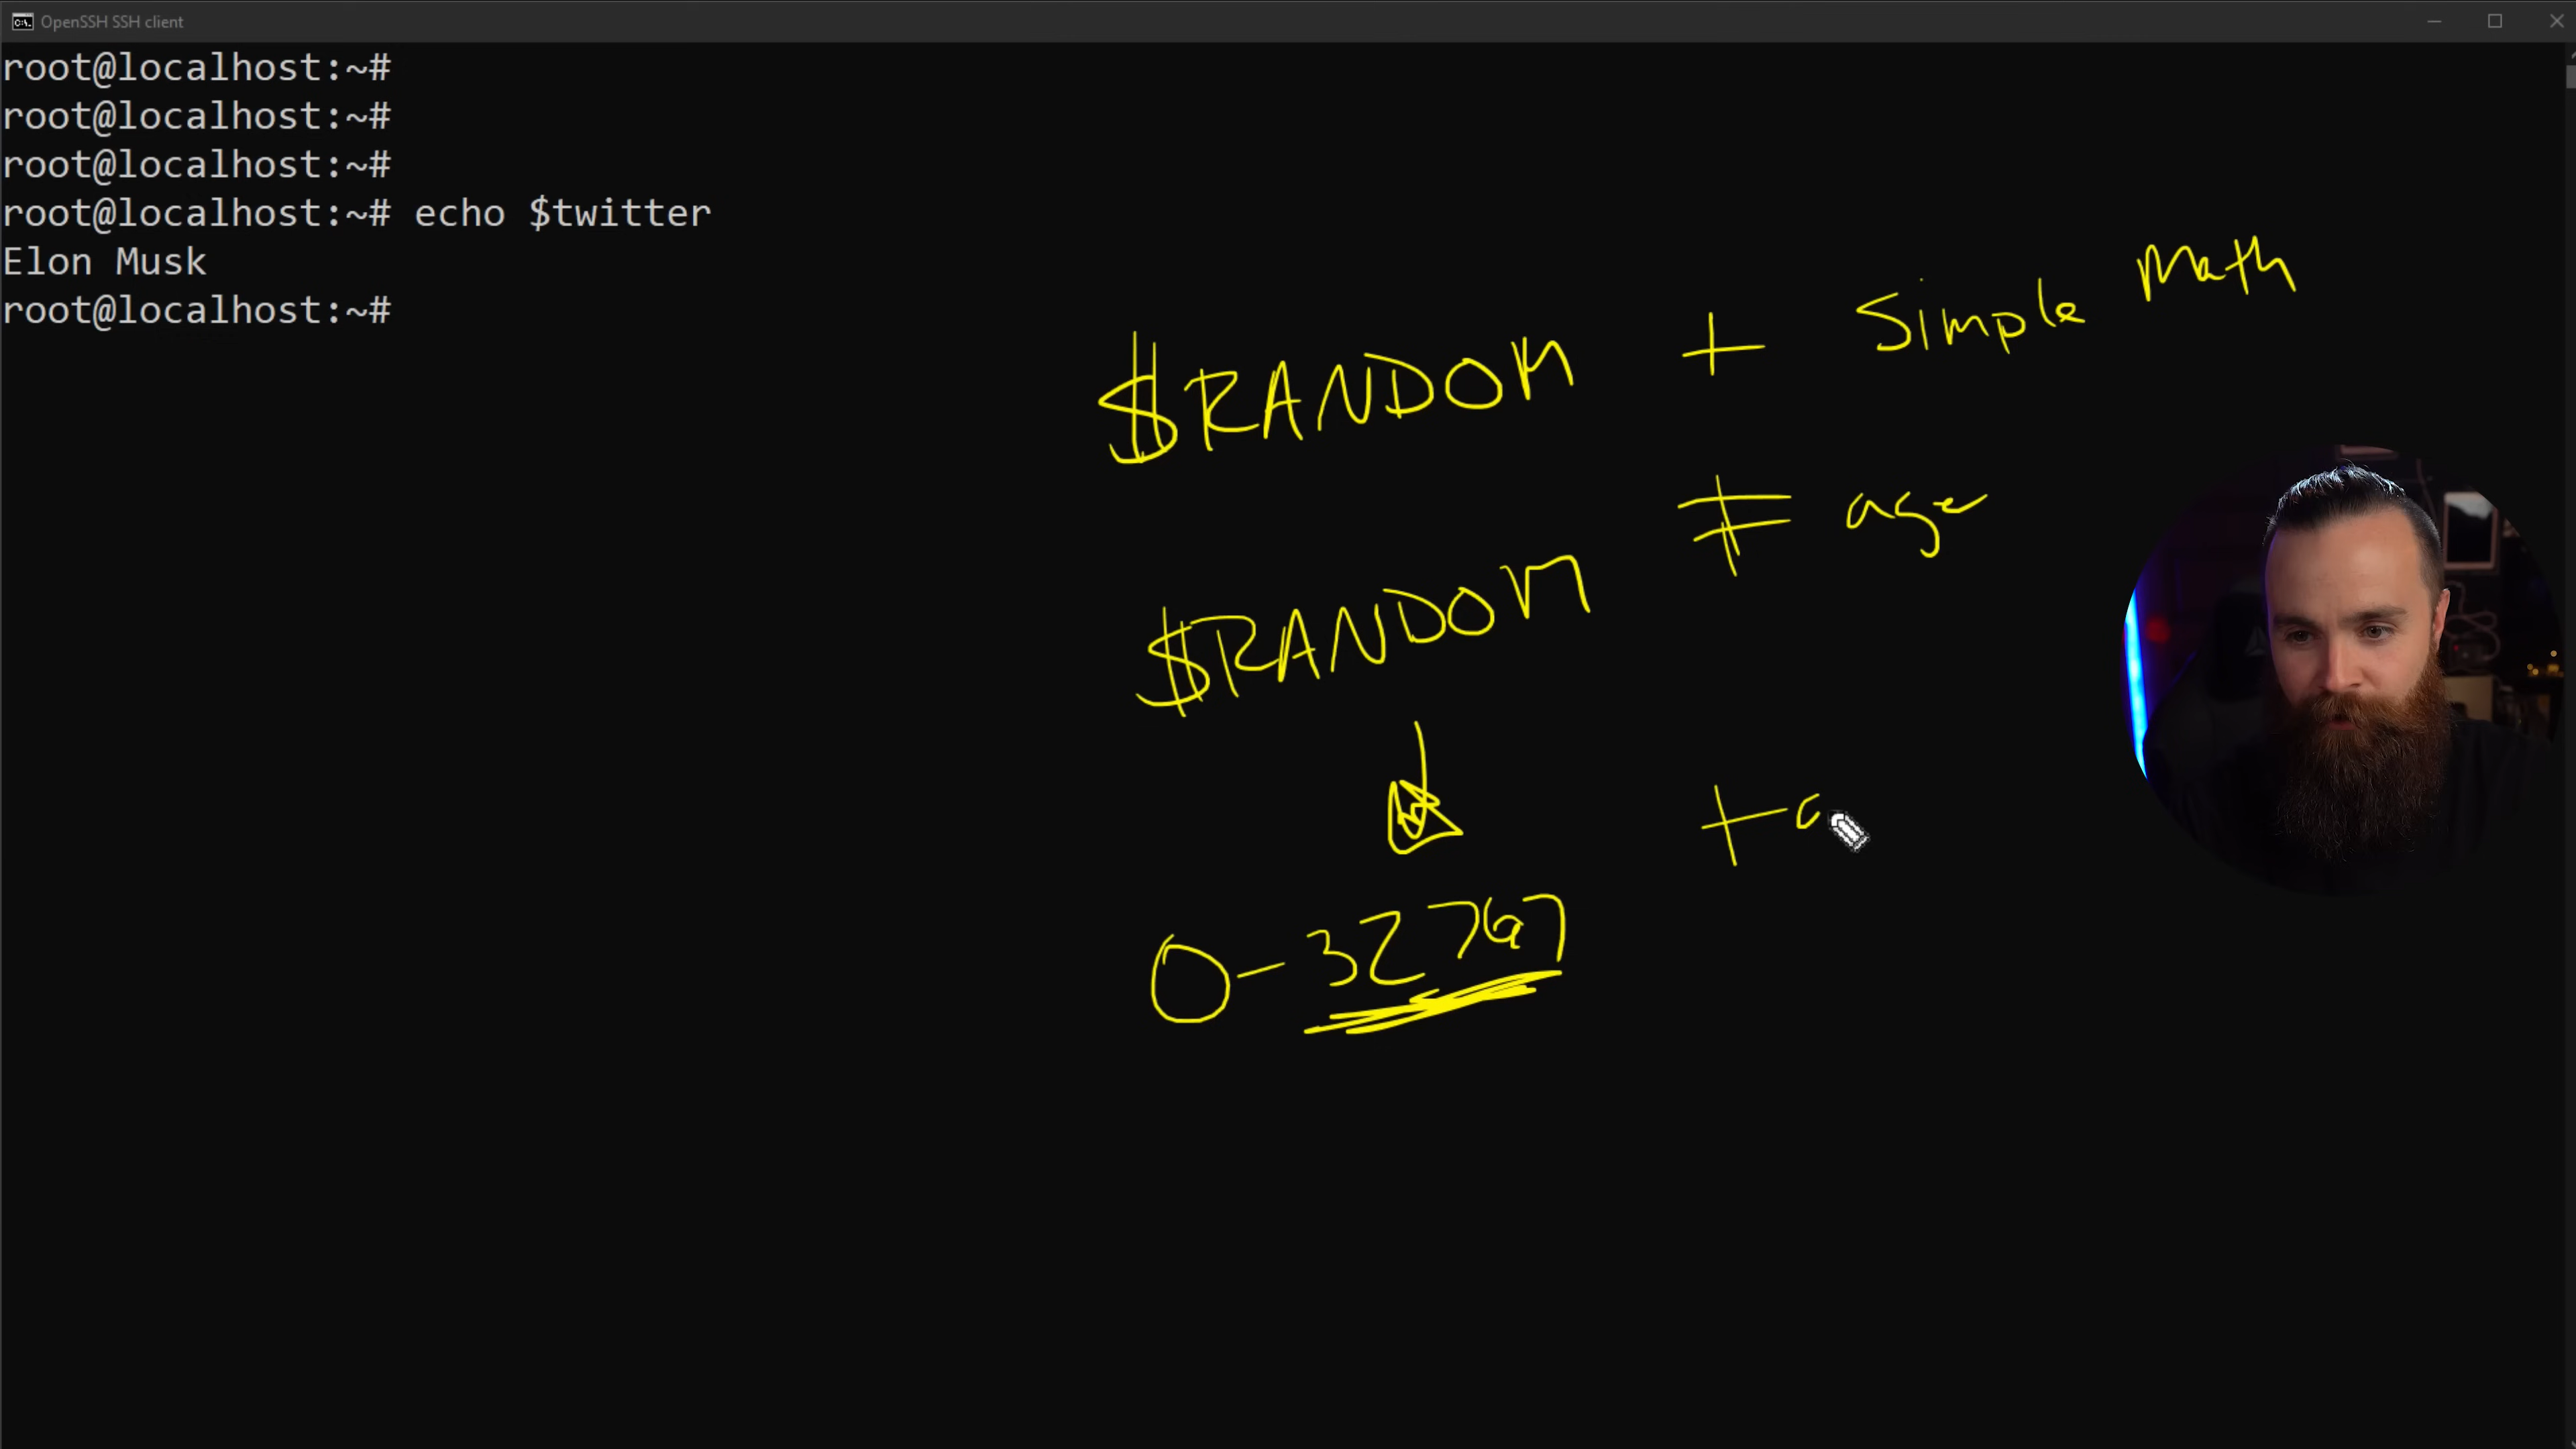 OpenSSH SSH client
root@localhost:~#
root@localhost:~#
root@localhost:~#
root@localhost:~# echo $twitter
Elon Musk
root@localhost:~#
$RANDOM + Simple Math
≠ age
$RANDOM
+ a
0-32767